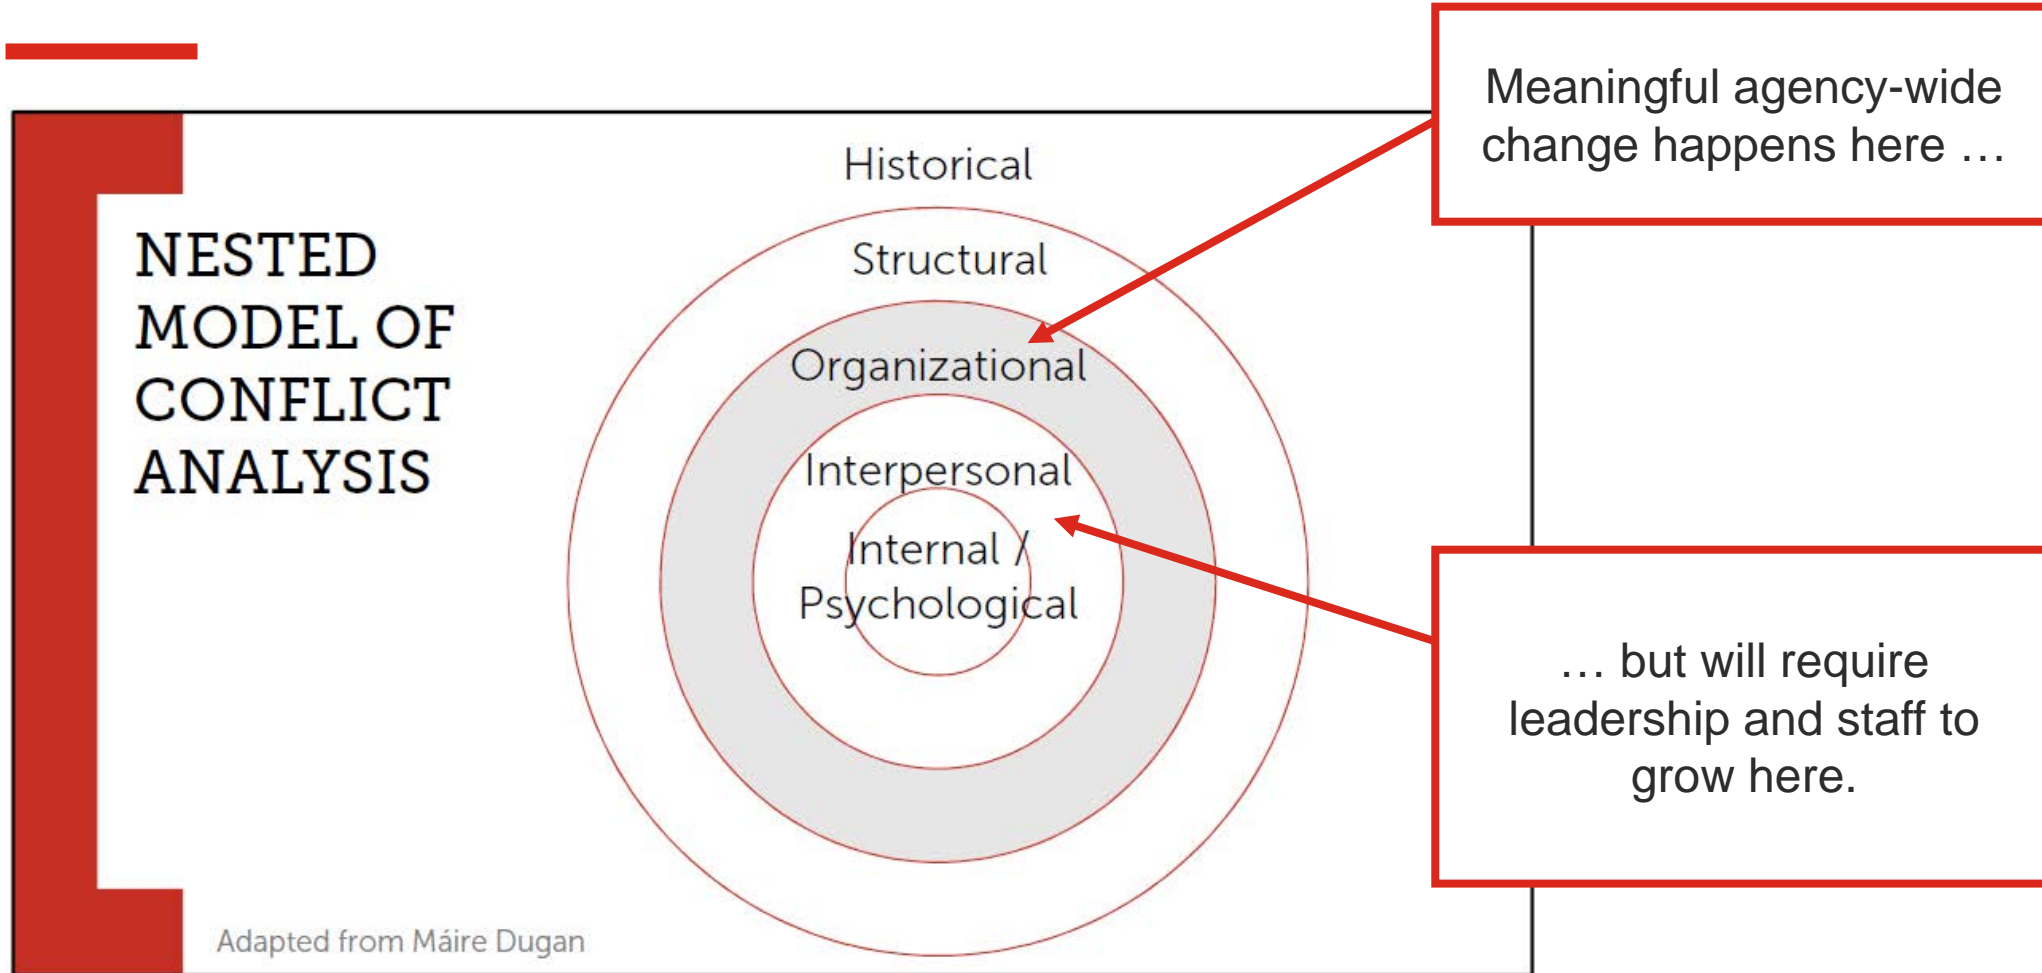 NESTED
MODEL OF
CONFLICT
ANALYSIS
Historical
Structural
Organizational
Interpersonal
Internal /
Psychological
Meaningful agency-wide
change happens here …
… but will require
leadership and staff to
grow here.
Adapted from Máire Dugan